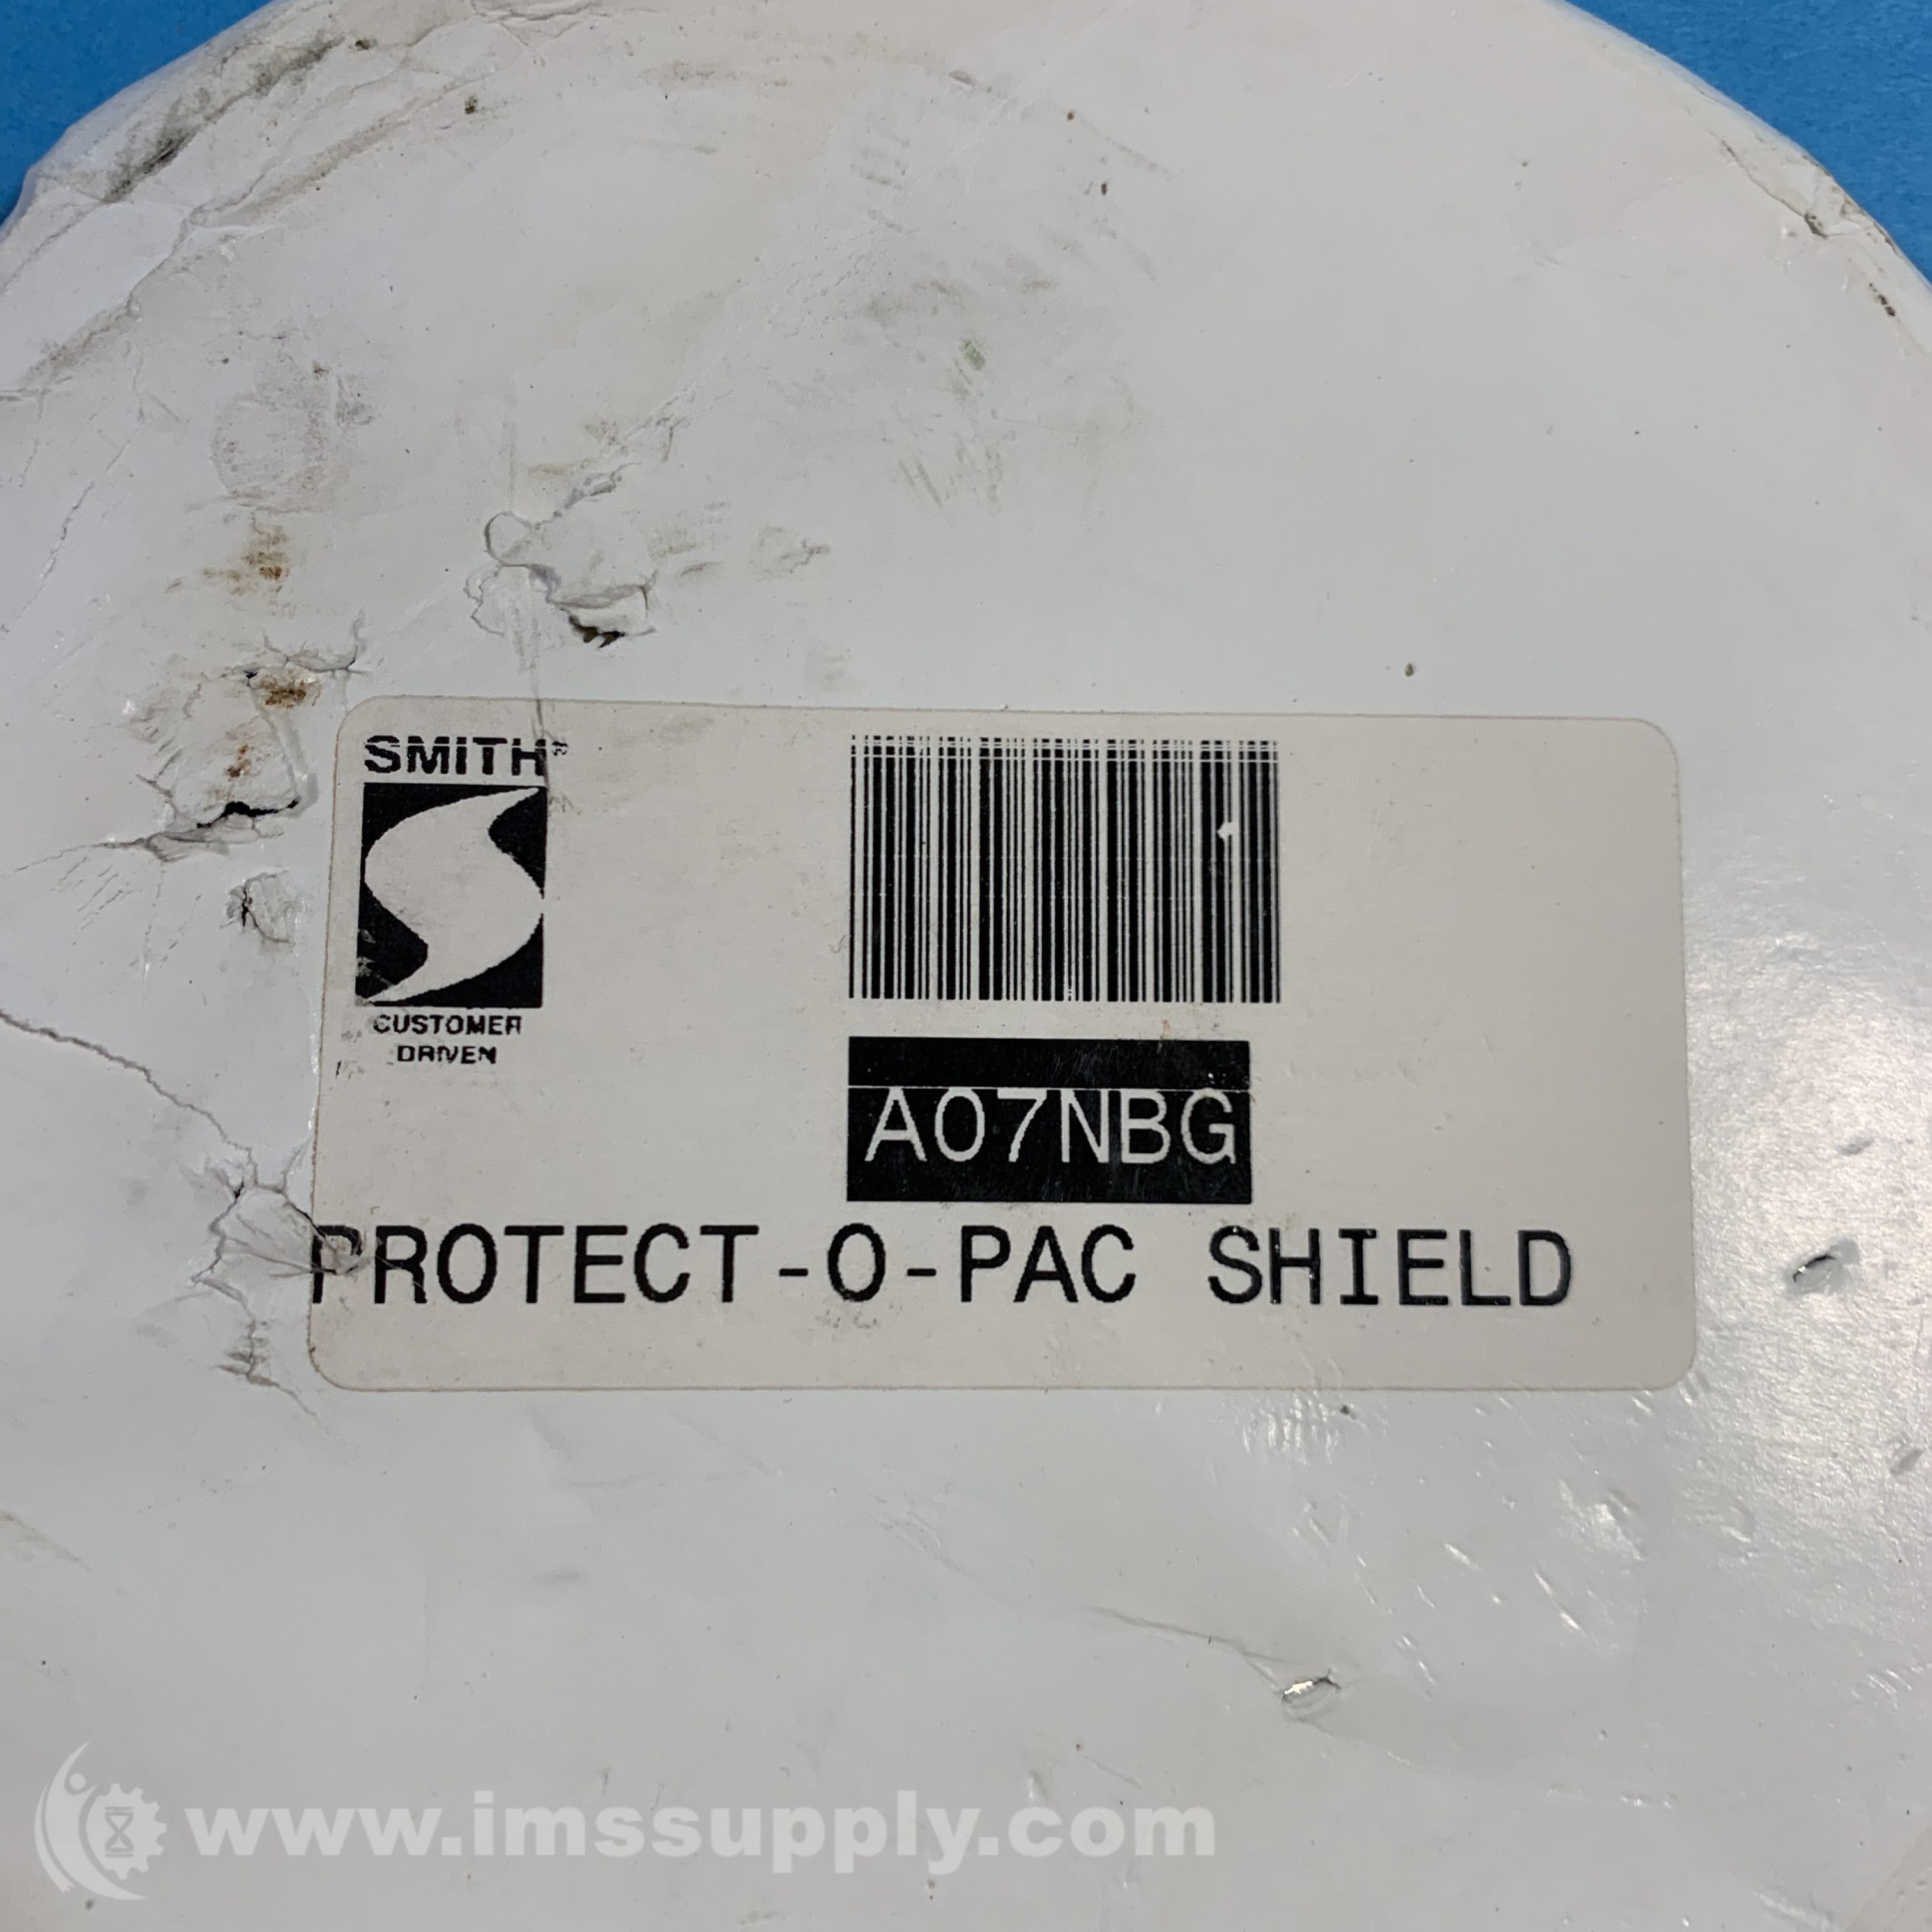 SMiTH®
CUSTOMER
DRIVEN
A07NBG
PROTECT-O-PAC SHIELD
www.imssupply.com